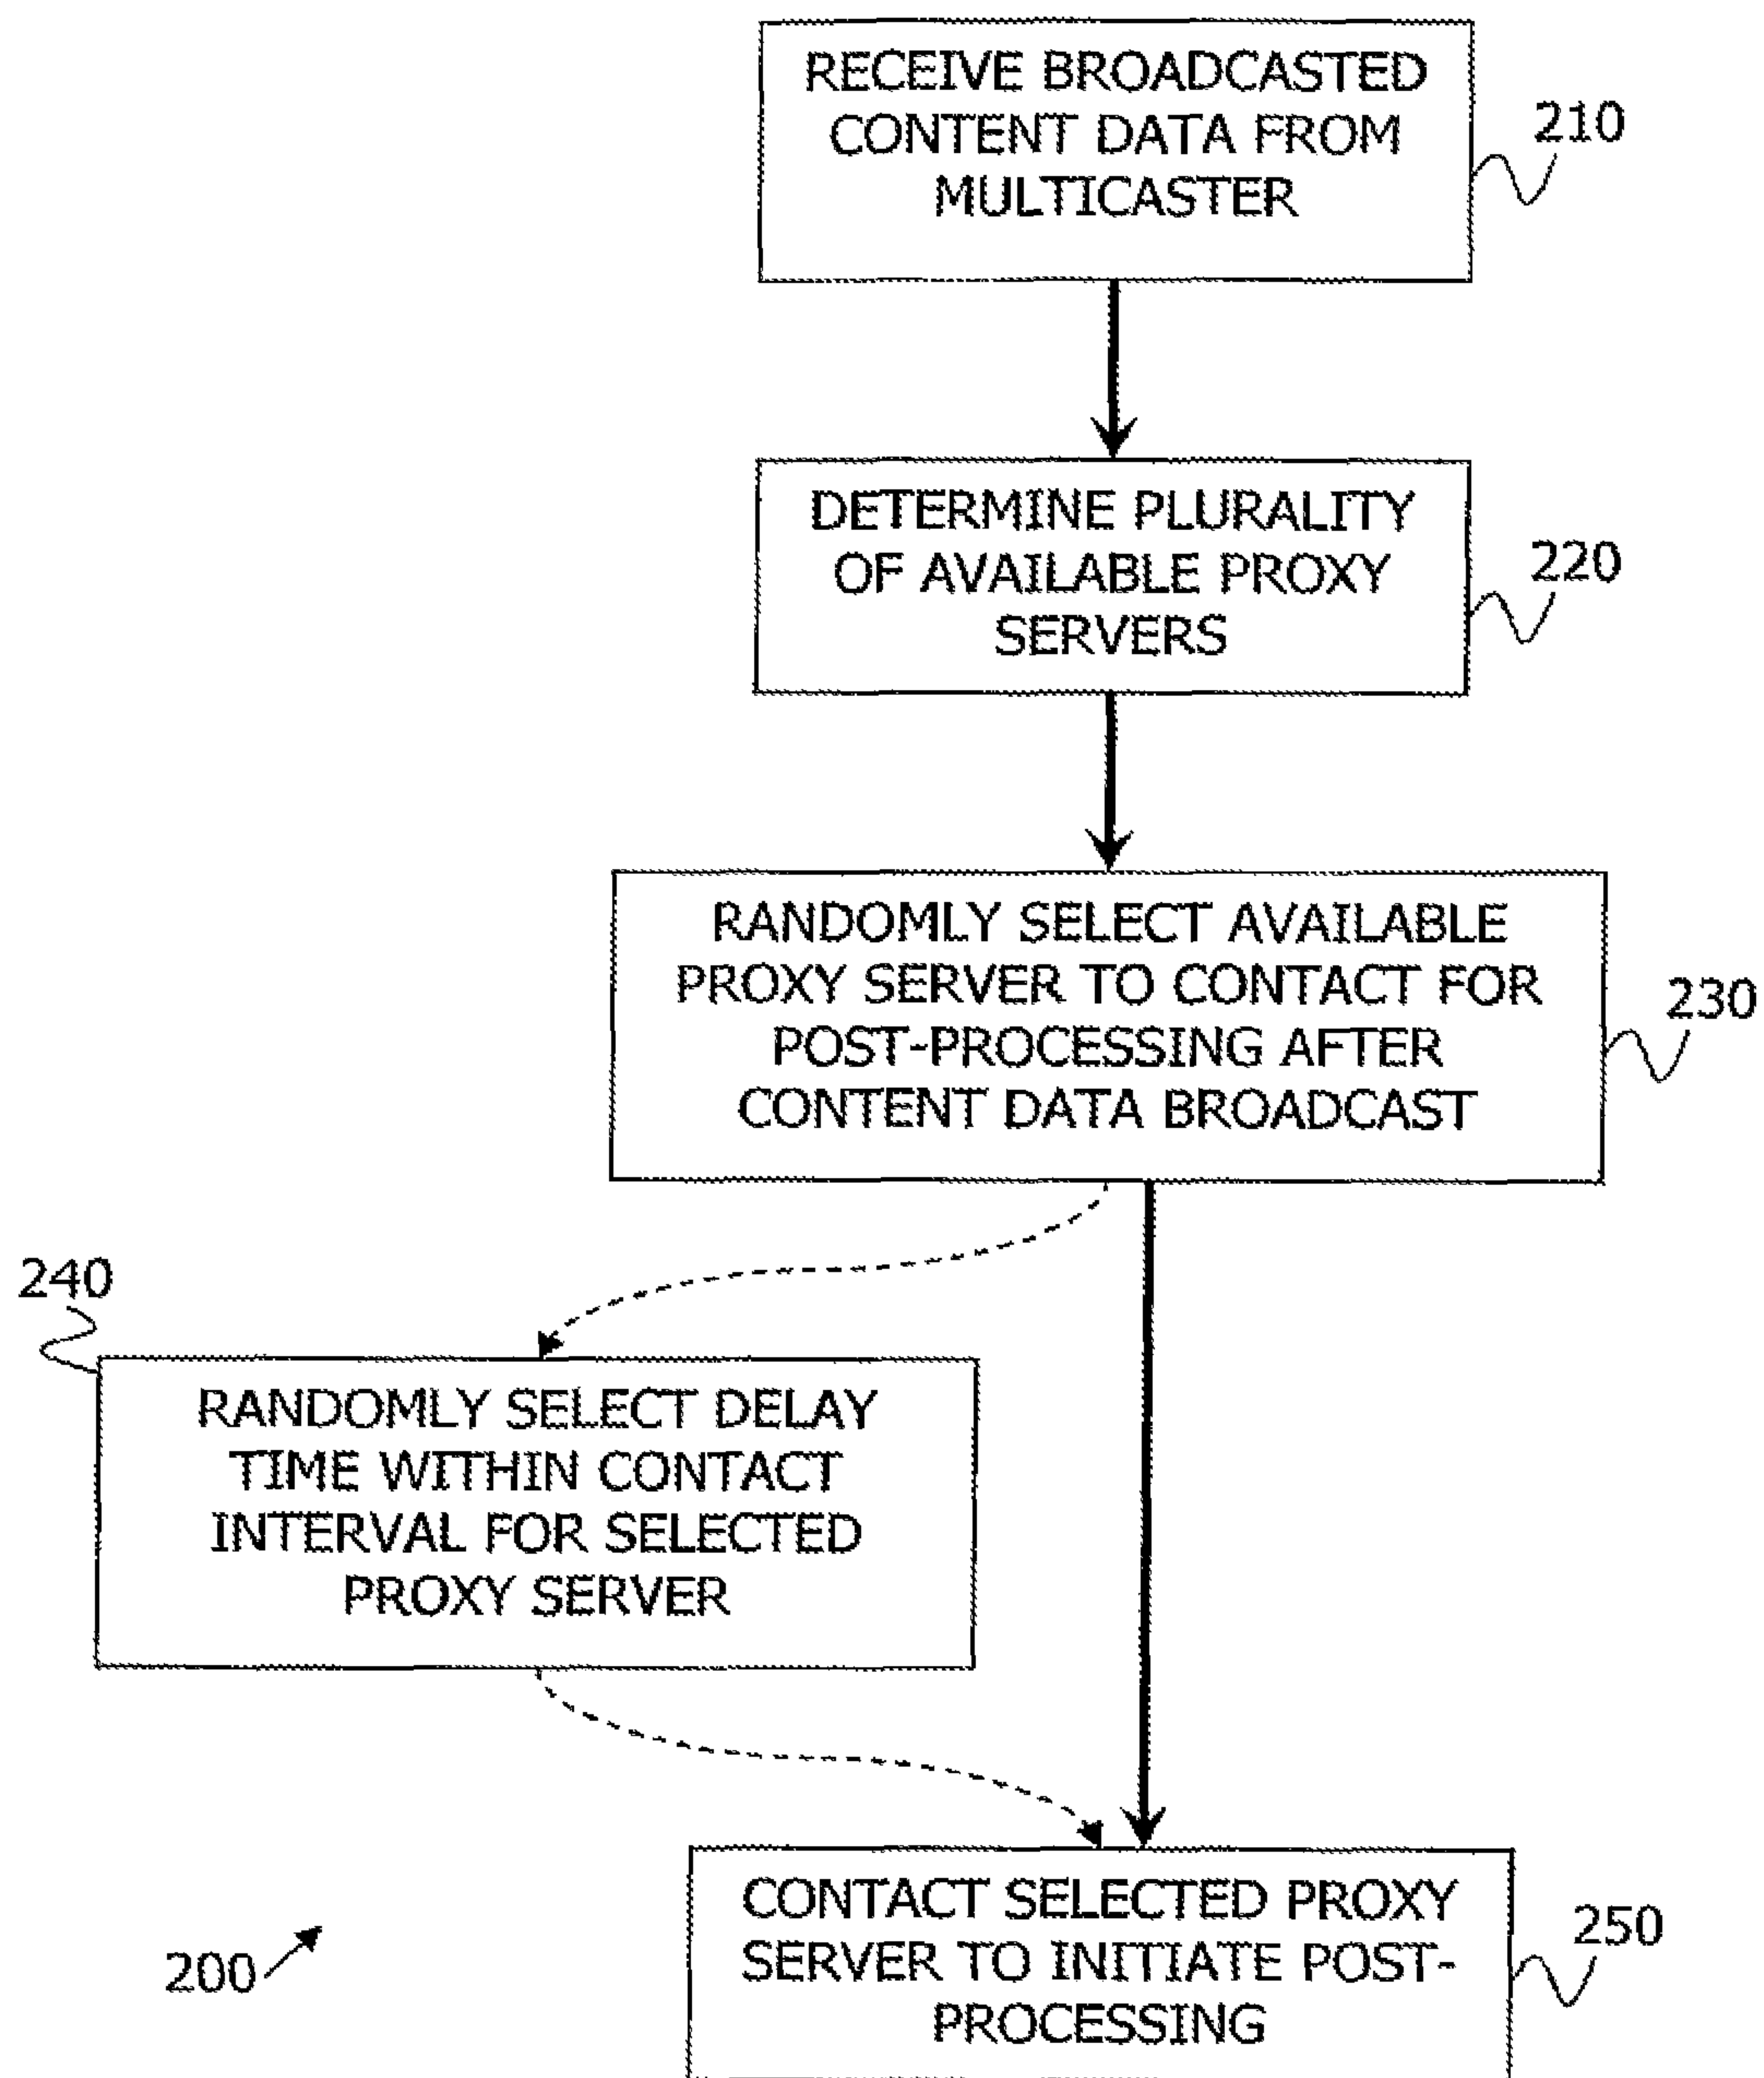 RECEIVE BROADCASTED
CONTENT DATA FROM
MULTICASTER
210
DETERMINE PLURALITY
OF AVAILABLE PROXY
SERVERS
220
RANDOMLY SELECT AVAILABLE
PROXY SERVER TO CONTACT FOR
POST-PROCESSING AFTER
CONTENT DATA BROADCAST
230
240
RANDOMLY SELECT DELAY
TIME WITHIN CONTACT
INTERVAL FOR SELECTED
PROXY SERVER
CONTACT SELECTED PROXY
SERVER TO INITIATE POST-
PROCESSING
250
200